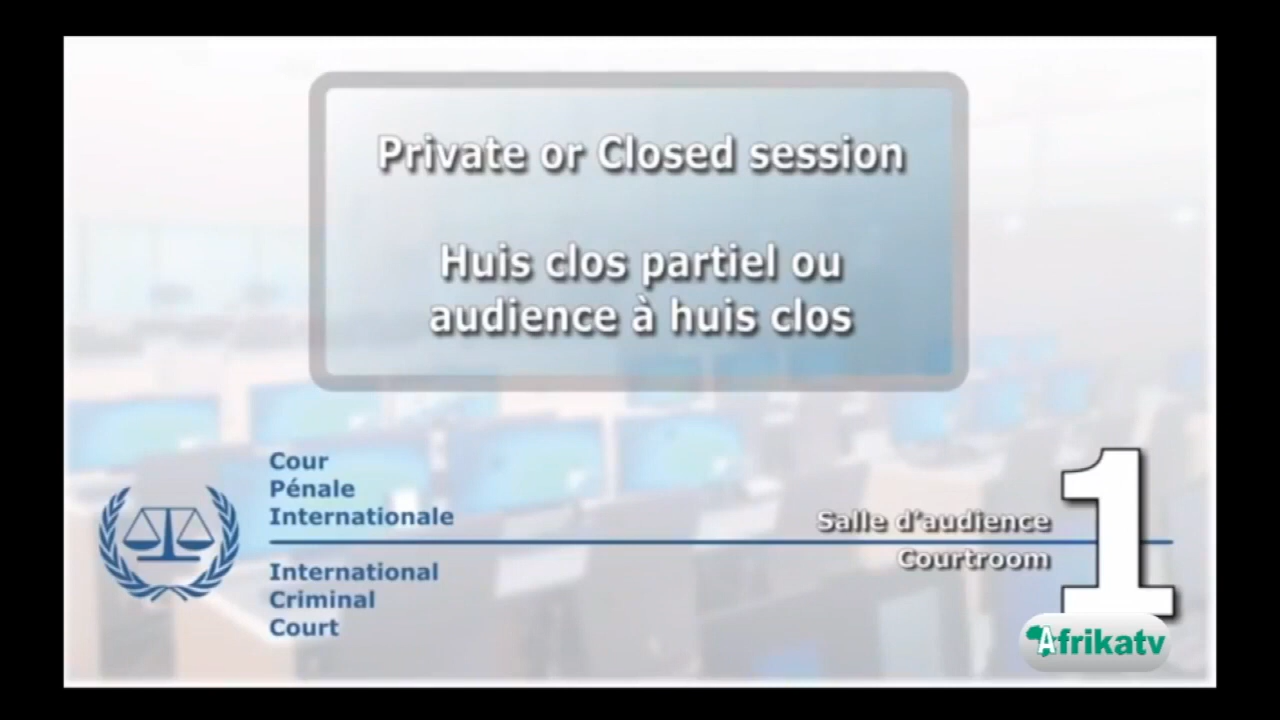 Private or Closed session
Huis clos partiel ou
audience à huis clos
Cour
Pénale
Internationale
International
Criminal
Court
Salle d'audience
Courtroom
1
Afrikatv